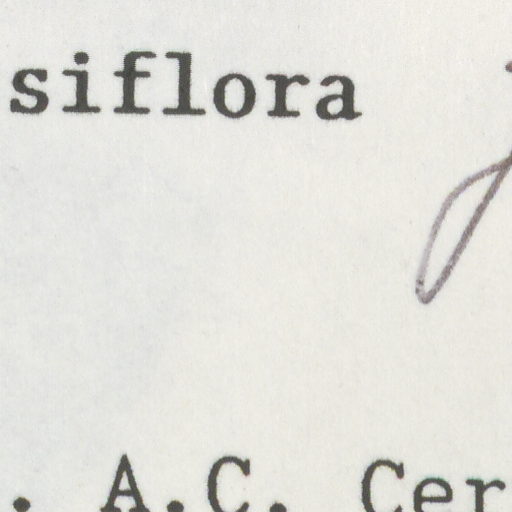 siflora
. A.C. Cer